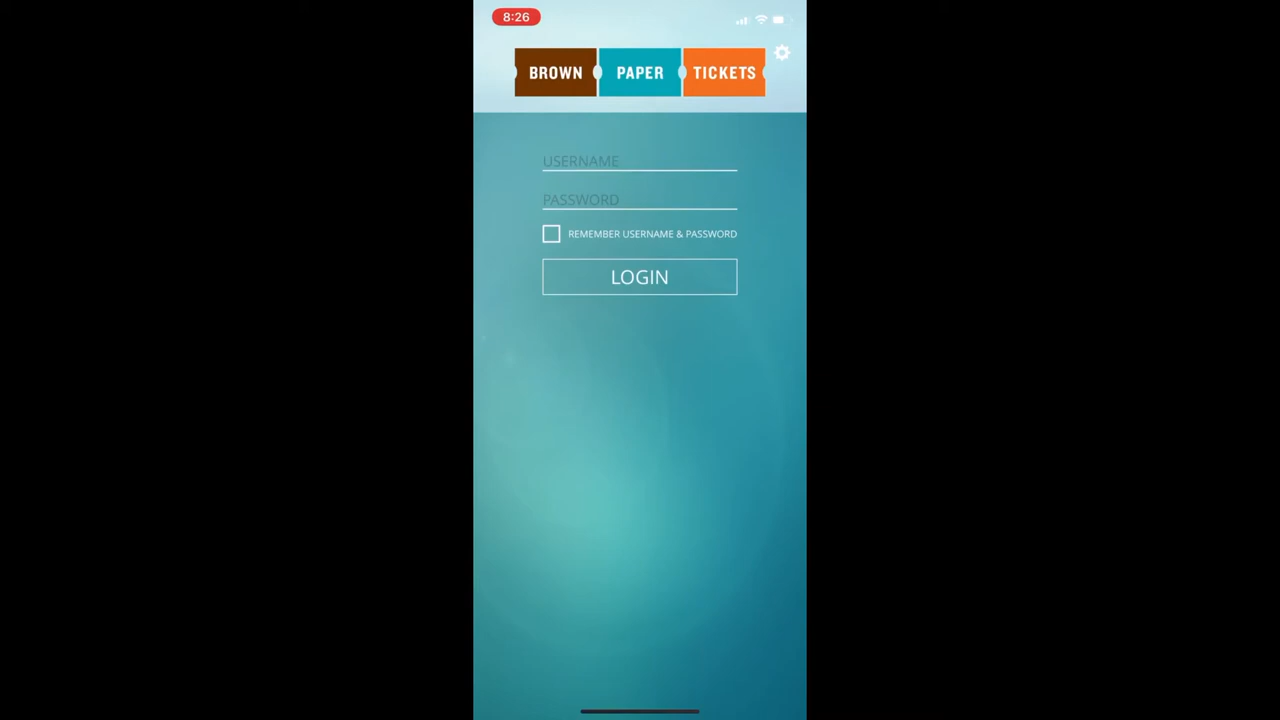 8:26
BROWN PAPER TICKETS
USERNAME
PASSWORD
REMEMBER USERNAME & PASSWORD
LOGIN